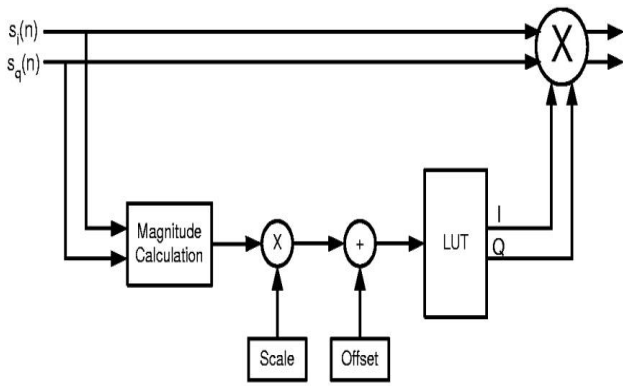 s_i(n)
s_q(n)
X
I
Magnitude
Calculation
X
+
LUT
Q
Scale
Offset